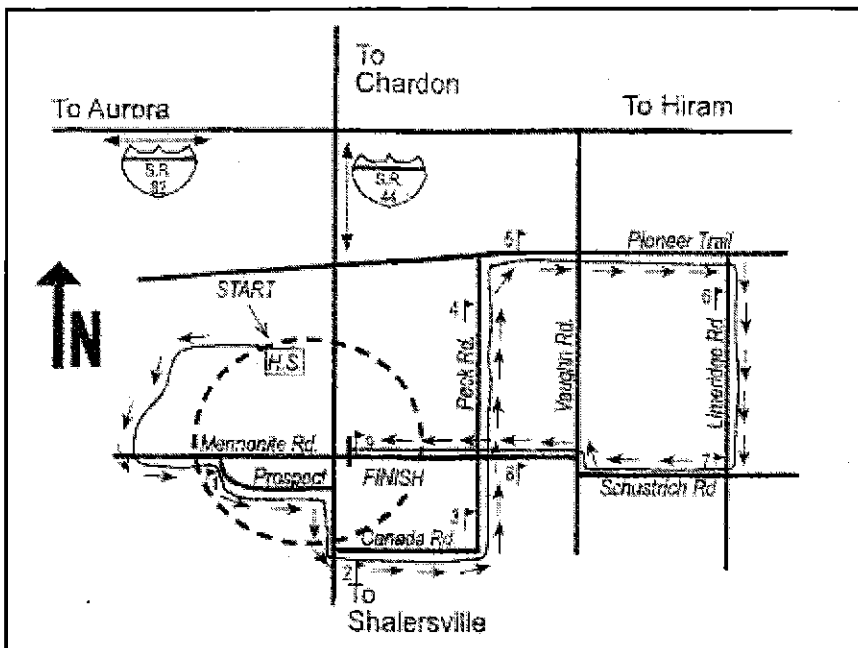 To
Chardon
To Aurora
To Hiram
S.R.
82
S.R.
44
5
Pioneer Trail
START
4
6
N
H.S.
Peck Rd.
Vaughn Rd.
Limeridge Rd
Mennonite Rd.
9
7
1
Prospect
FINISH
8
Schustrich Rd
3
Canada Rd.
2
To
Shalersville